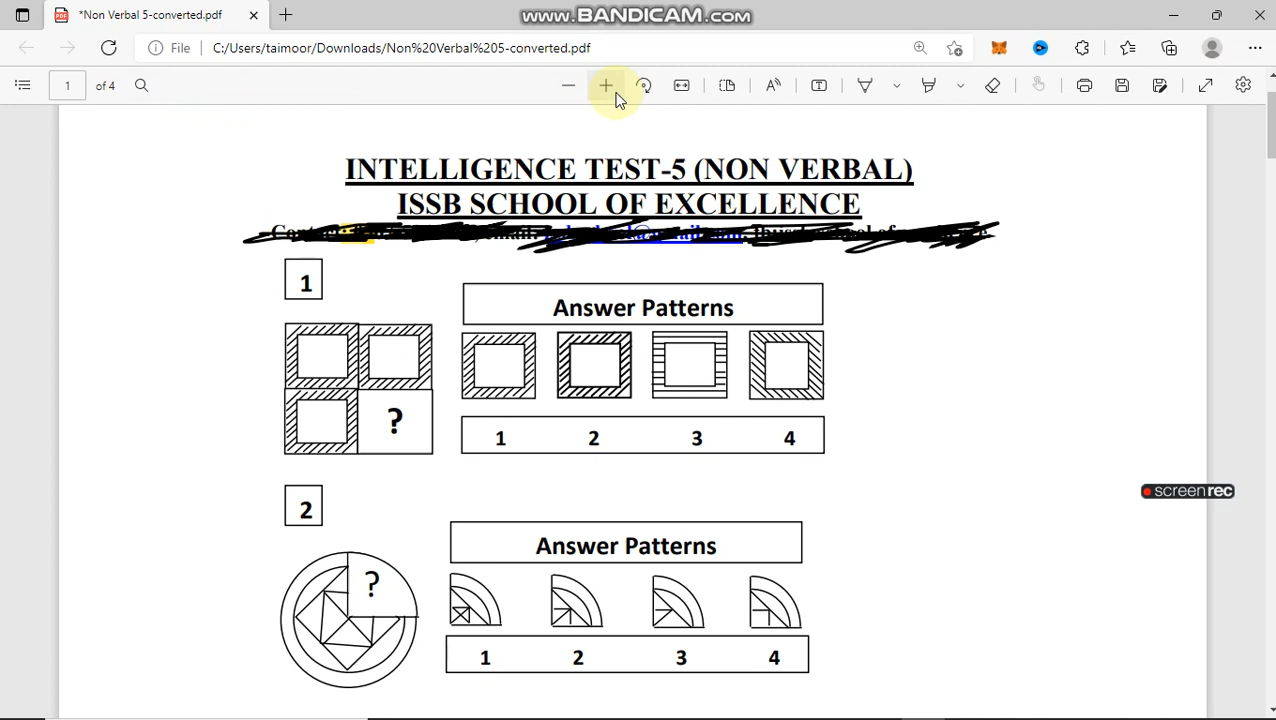 *Non Verbal 5-converted.pdf
www.BANDICAM.com
File C:/Users/taimoor/Downloads/Non%20Verbal%205-converted.pdf
1 of 4
INTELLIGENCE TEST-5 (NON VERBAL)
ISSB SCHOOL OF EXCELLENCE
1
Answer Patterns
?
1 2 3 4
screenrec
2
Answer Patterns
?
1 2 3 4